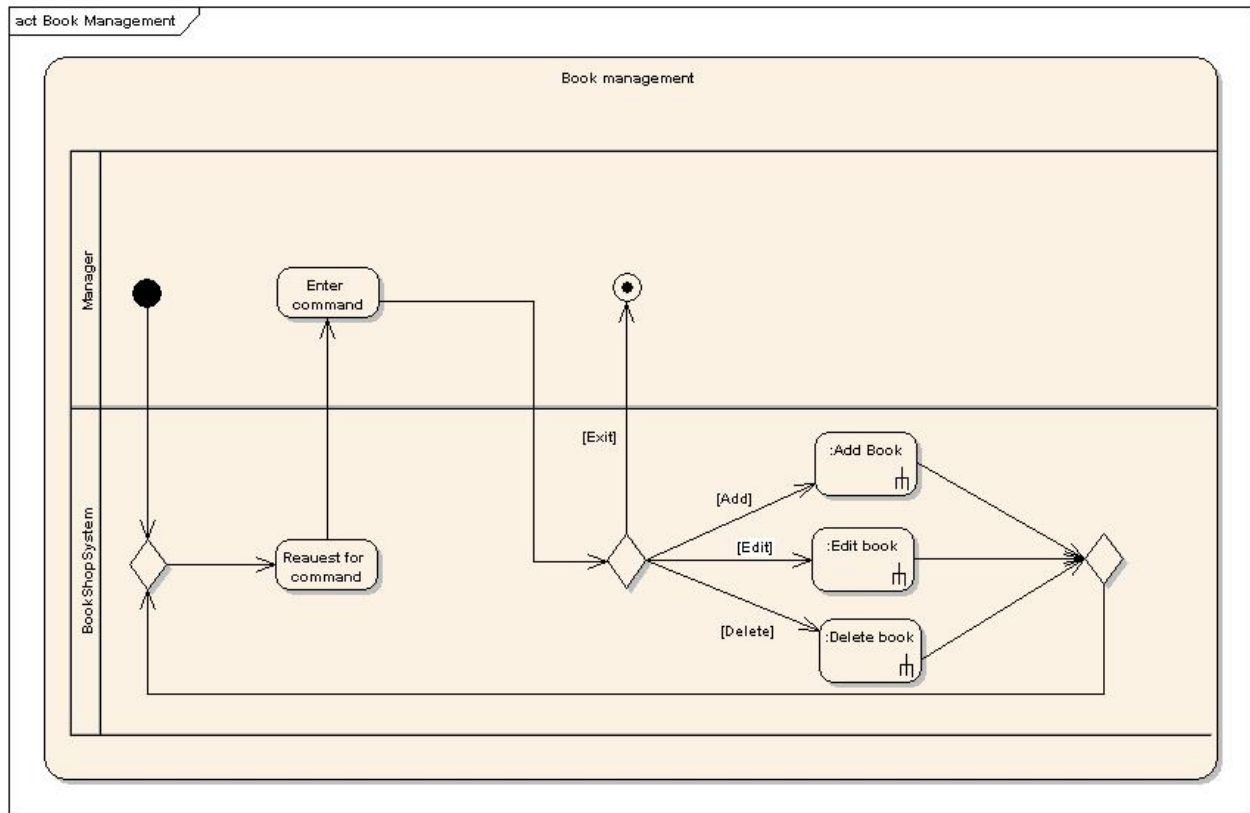 act Book Management
Book management
Manager
Enter
command
[Exit]
BookShopSystem
Reauest for
command
[Add]
:Add Book
[Edit]
:Edit book
[Delete]
:Delete book